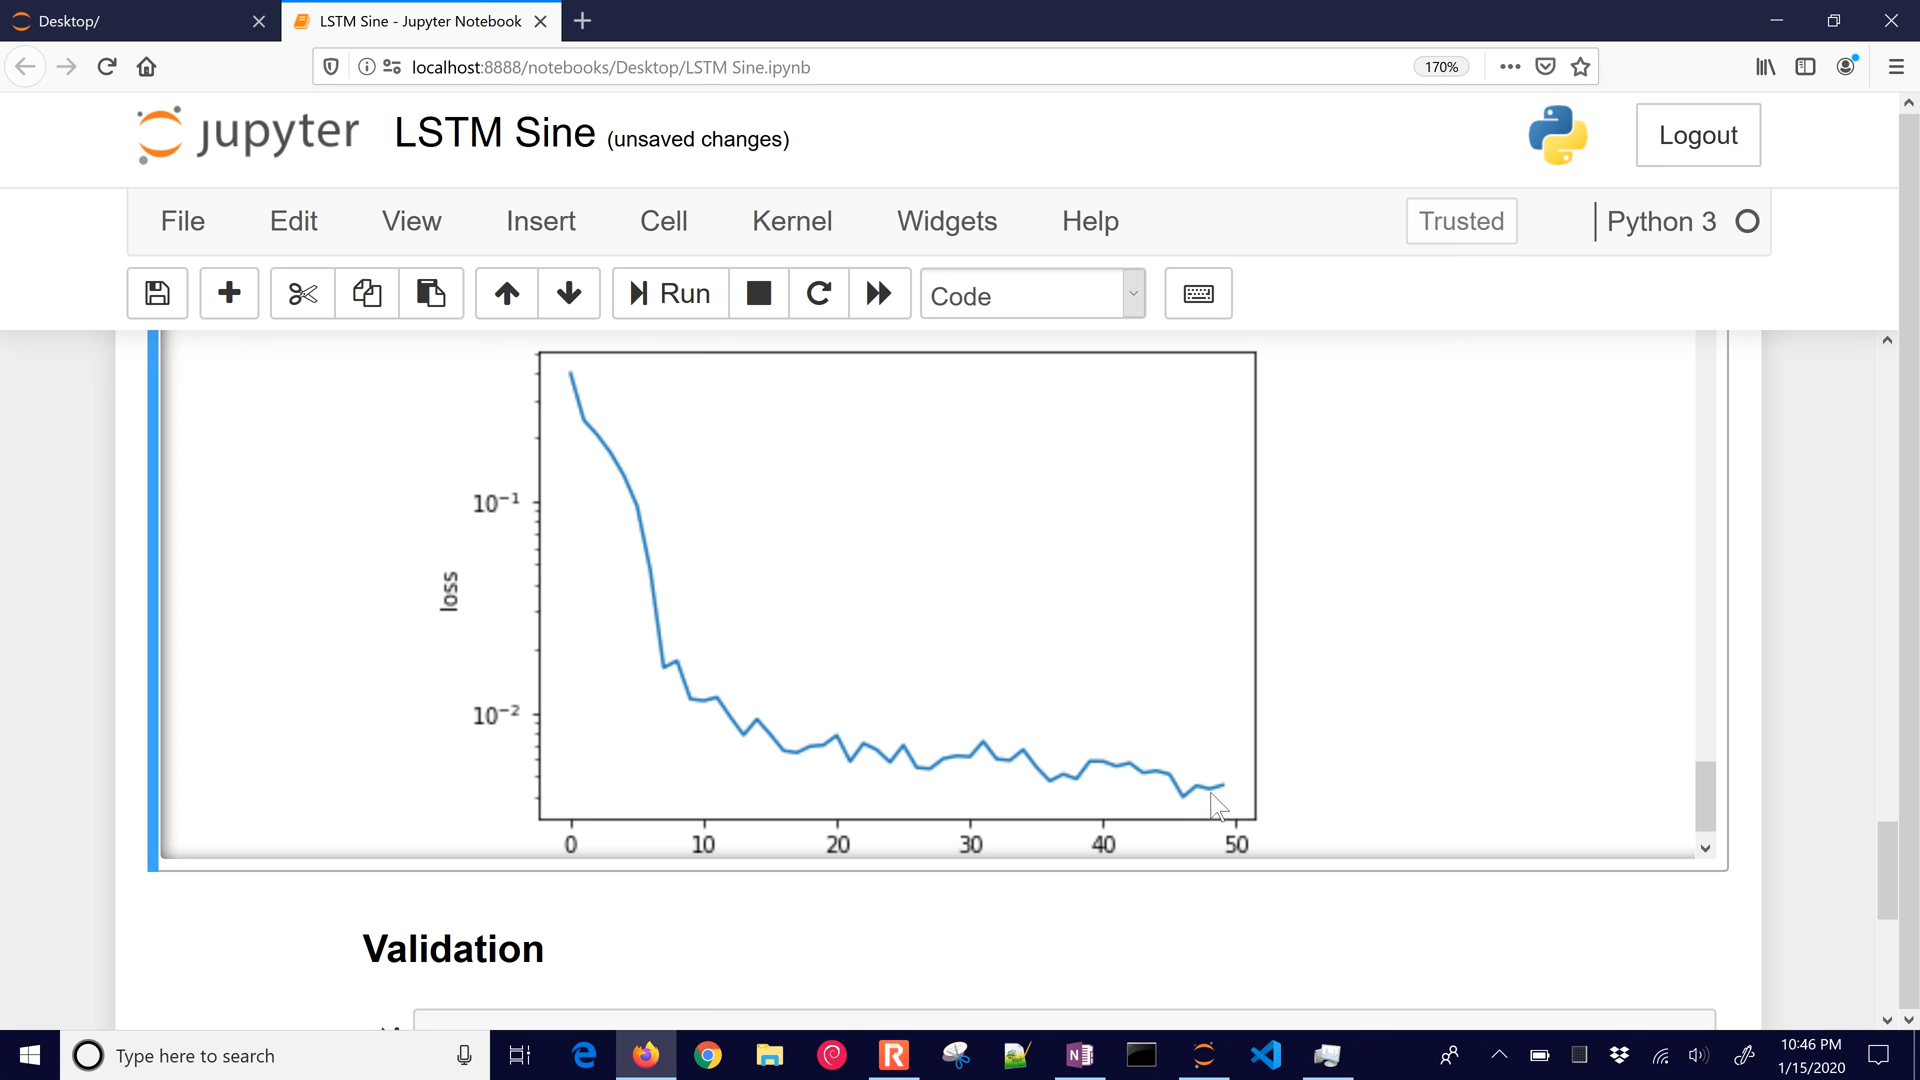 Desktop/
LSTM Sine - Jupyter Notebook
localhost:8888/notebooks/Desktop/LSTM Sine.ipynb
170%
jupyter
LSTM Sine (unsaved changes)
Logout
File Edit View Insert Cell Kernel Widgets Help
Trusted
Python 3
Run
Code
10⁻¹
loss
10⁻²
0 10 20 30 40 50
Validation
Type here to search
10:46 PM
1/15/2020